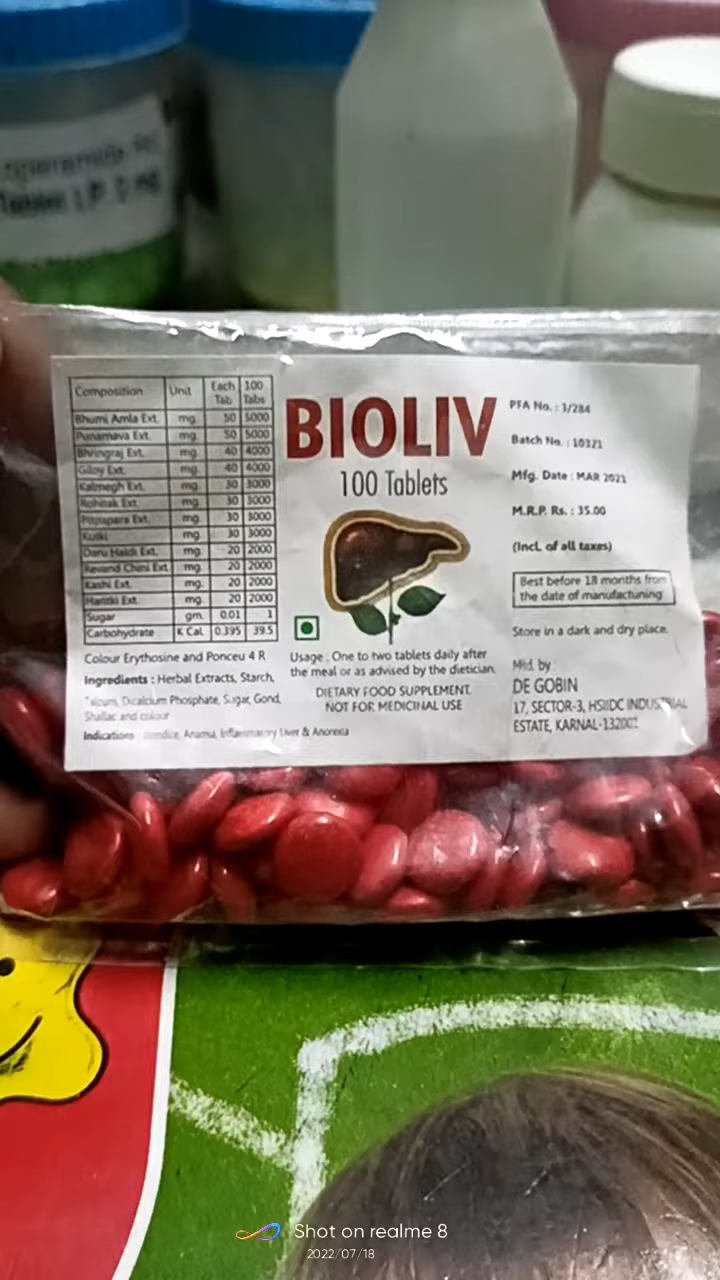 Tablet I.P. 2 mg
Composition Unit Each Tab 100 Tabs
Bhumi Amla Ext. mg. 50 5000
Punarnava Ext. mg. 50 5000
Bhringraj Ext. mg. 40 4000
Giloy Ext. mg. 40 4000
Kalmegh Ext. mg. 30 3000
Rohitak Ext. mg. 30 3000
Pitpapara Ext. mg. 30 3000
Kutki mg. 30 3000
Daru Haldi Ext. mg. 20 2000
Revand Chini Ext. mg. 20 2000
Kashi Ext. mg. 20 2000
Haritki Ext. mg. 20 2000
Sugar gm. 0.01 1
Carbohydrate K Cal. 0.395 39.5
Colour Erythosine and Ponceu 4 R
Ingredients : Herbal Extracts, Starch,
Dicalcium Phosphate, Sugar, Gond,
Shallac and colour
Indications : Anamia, Inflammatory Liver & Anorexia
BIOLIV
100 Tablets
Usage : One to two tablets daily after
the meal or as advised by the dietician.
DIETARY FOOD SUPPLEMENT.
NOT FOR MEDICINAL USE
PFA No. : 3/284
Batch No. : 10321
Mfg. Date : MAR 2021
M.R.P. Rs. : 35.00
(Incl. of all taxes)
Best before 18 months from
the date of manufactuning
Store in a dark and dry place.
Mfd. by :
DE GOBIN
17, SECTOR-3, HSIIDC INDUSTRIAL
ESTATE, KARNAL-132001
Shot on realme 8
2022/07/18